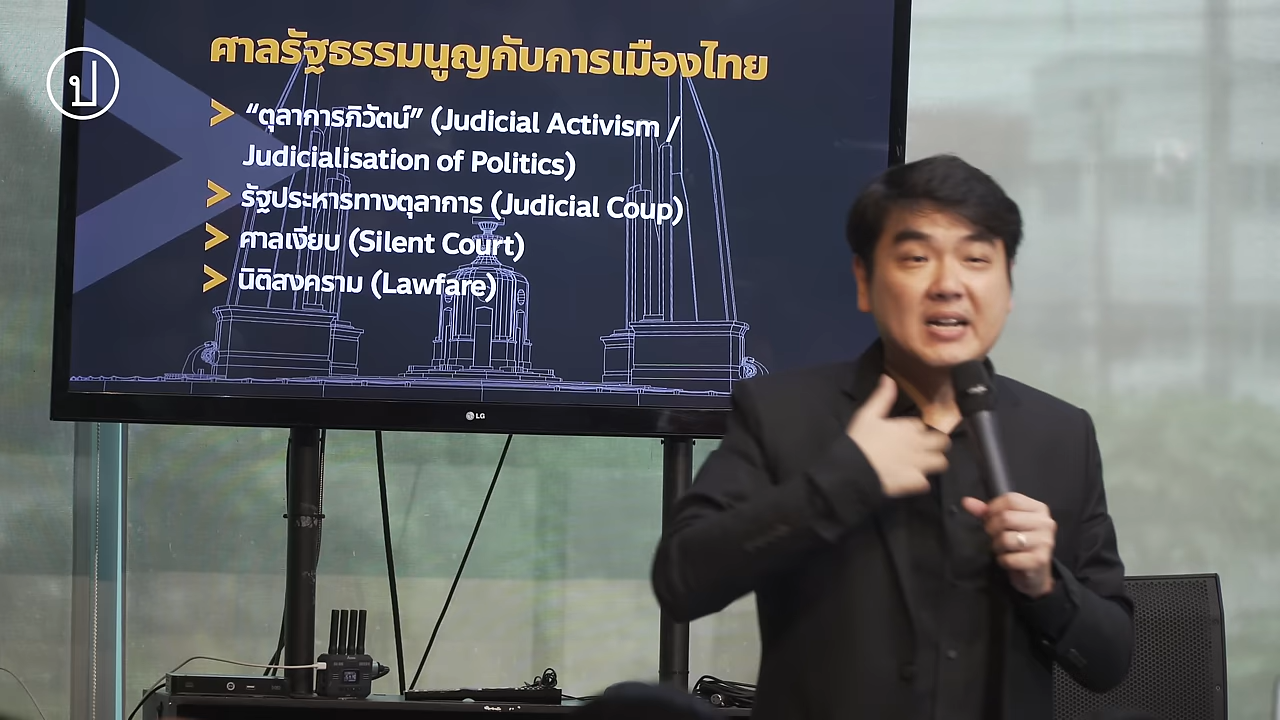 ป
ศาลรัฐธรรมนูญกับการเมืองไทย
“ตุลาการภิวัตน์” (Judicial Activism /
Judicialisation of Politics)
รัฐประหารทางตุลาการ (Judicial Coup)
ศาลเงียบ (Silent Court)
นิติสงคราม (Lawfare)
LG